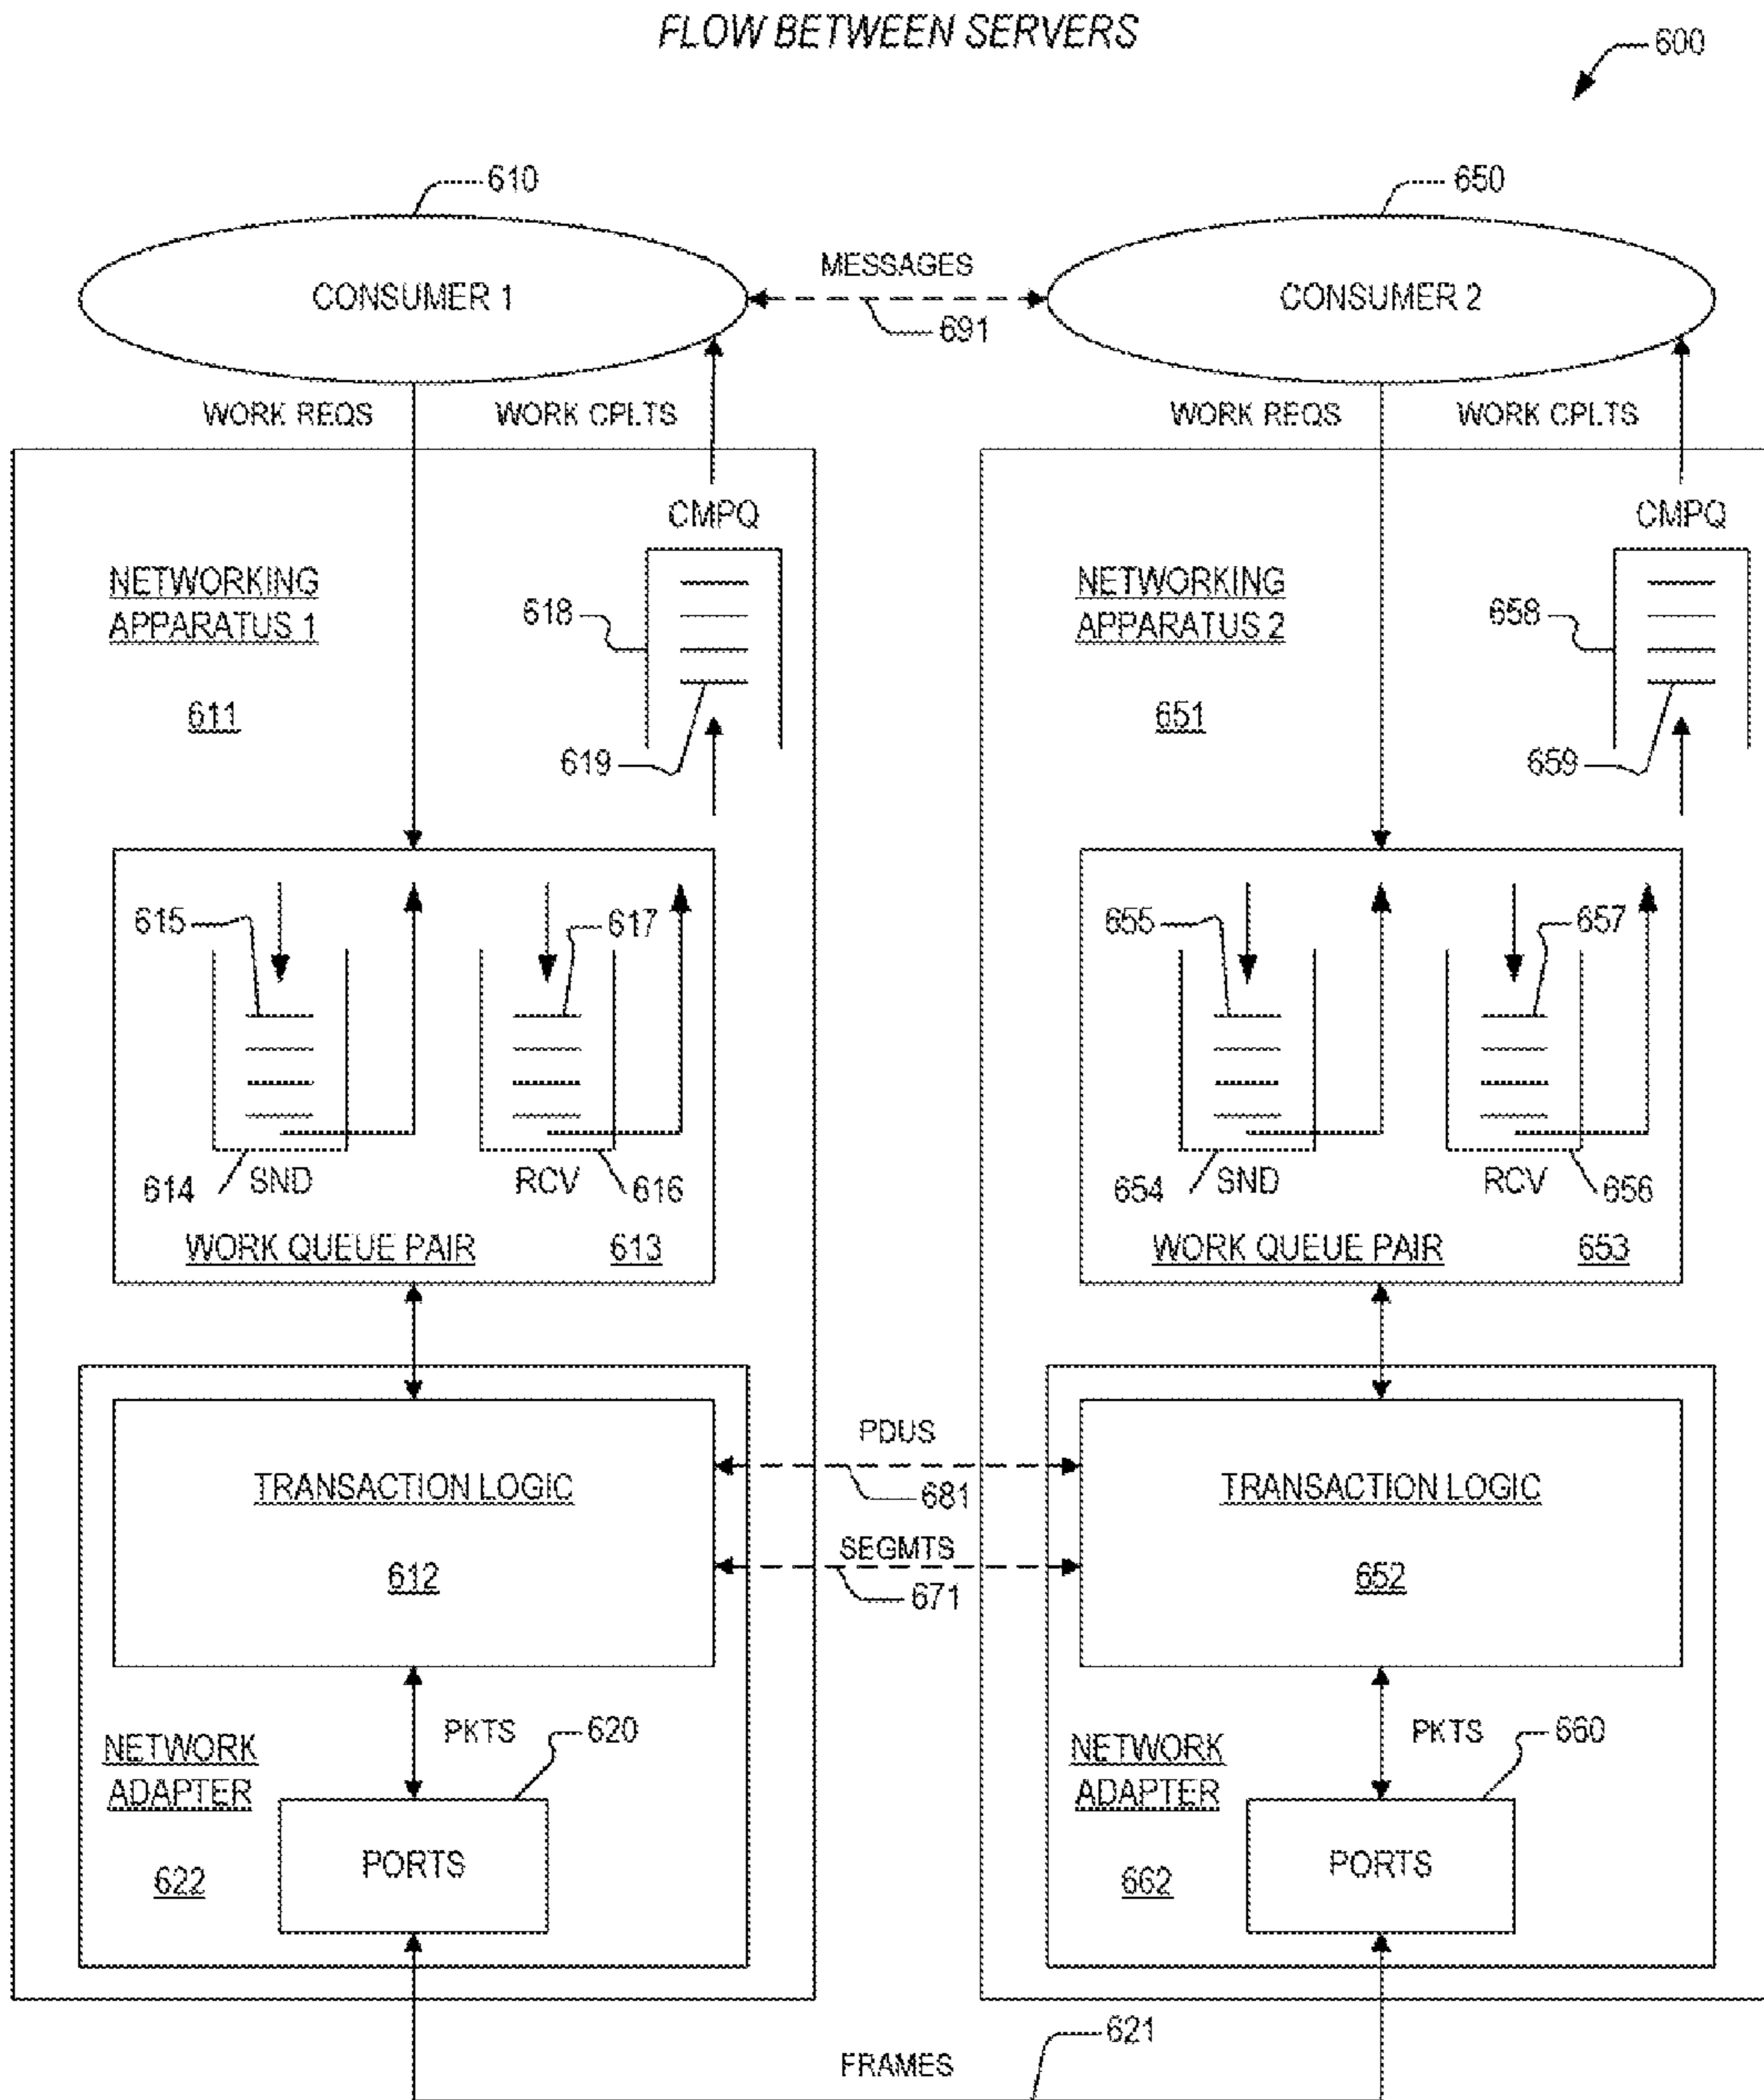 FLOW BETWEEN SERVERS
600
610
650
CONSUMER 1
MESSAGES
691
CONSUMER 2
WORK REQS
WORK CPLTS
WORK REQS
WORK CPLTS
NETWORKING
APPARATUS 1
611
CMPQ
618
619
NETWORKING
APPARATUS 2
651
CMPQ
658
659
615
617
614
SND
RCV
616
WORK QUEUE PAIR
613
655
657
654
SND
RCV
656
WORK QUEUE PAIR
653
TRANSACTION LOGIC
612
PDUS
681
SEGMTS
671
TRANSACTION LOGIC
652
NETWORK
ADAPTER
622
PKTS
620
PORTS
NETWORK
ADAPTER
662
PKTS
660
PORTS
FRAMES
621